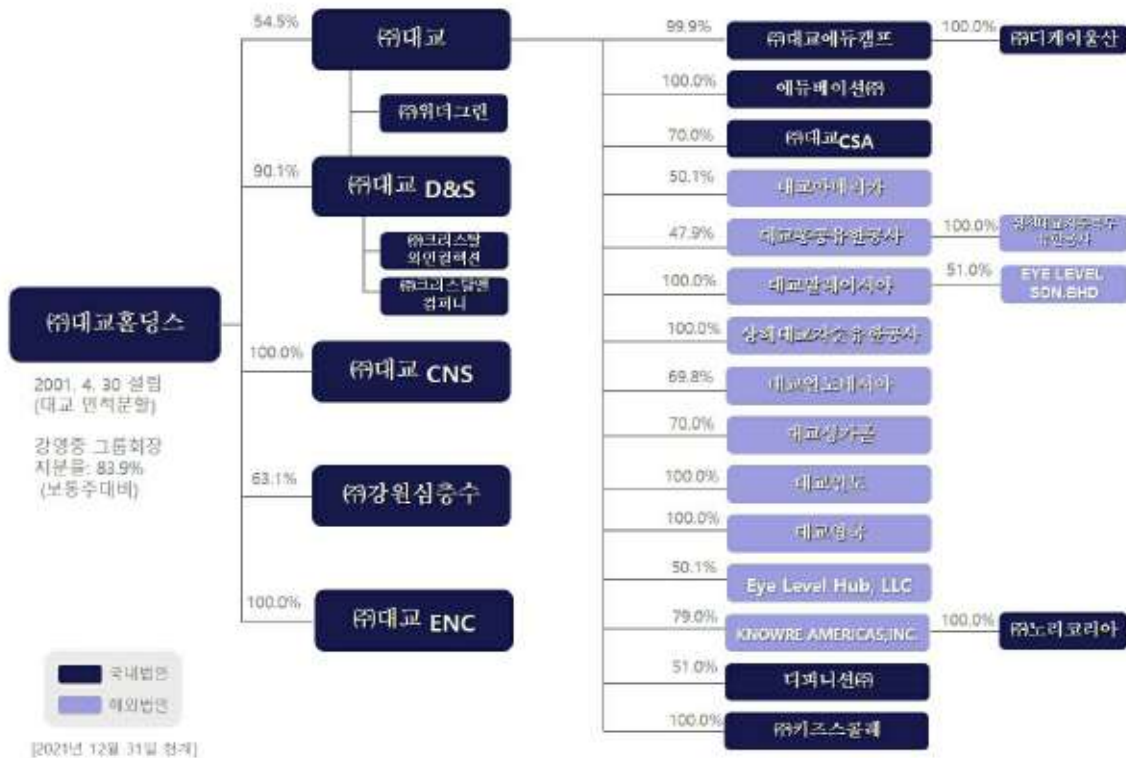 54.5%
㈜대교
99.9%
㈜대교에듀캠프
100.0%
㈜디케이울산
100.0%
에듀베이션㈜
㈜위더그린
70.0%
㈜대교CSA
90.1%
㈜대교 D&S
50.1%
대교아메리카
47.9%
대교홍콩유한공사
100.0%
유한공사
㈜크리스탈
와인컬렉션
㈜크리스탈앤
컴퍼니
100.0%
대교말레이시아
51.0%
EYE LEVEL
SDN.BHD
㈜대교홀딩스
100.0%
상해대교자순유한공사
2001. 4. 30 설립
(대교 인적분할)
강영중 그룹회장
지분율: 83.9%
(보통주대비)
100.0%
㈜대교 CNS
69.8%
대교인도네시아
70.0%
대교싱가폴
63.1%
㈜강원심층수
100.0%
대교인도
100.0%
대교영국
50.1%
Eye Level Hub, LLC
100.0%
㈜대교 ENC
79.0%
KNOWRE AMERICAS,INC.
100.0%
㈜노리코리아
51.0%
디피니션㈜
100.0%
㈜키즈스콜레
국내법인
해외법인
[2021년 12월 31일 현재]